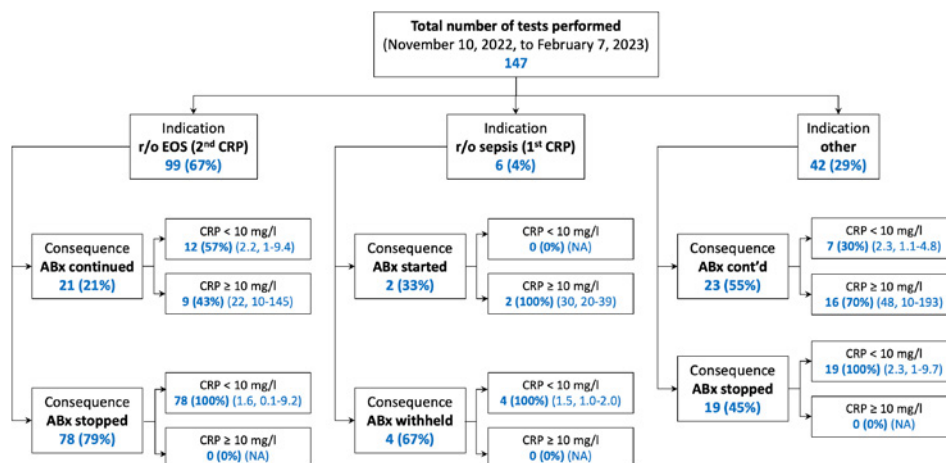 Total number of tests performed
(November 10, 2022, to February 7, 2023)
147
Indication
r/o EOS (2nd CRP)
99 (67%)
Indication
r/o sepsis (1st CRP)
6 (4%)
Indication
other
42 (29%)
Consequence
ABx continued
21 (21%)
CRP < 10 mg/l
12 (57%) (2.2, 1-9.4)
CRP ≥ 10 mg/l
9 (43%) (22, 10-145)
Consequence
ABx stopped
78 (79%)
CRP < 10 mg/l
78 (100%) (1.6, 0.1-9.2)
CRP ≥ 10 mg/l
0 (0%) (NA)
Consequence
ABx started
2 (33%)
CRP < 10 mg/l
0 (0%) (NA)
CRP ≥ 10 mg/l
2 (100%) (30, 20-39)
Consequence
ABx withheld
4 (67%)
CRP < 10 mg/l
4 (100%) (1.5, 1.0-2.0)
CRP ≥ 10 mg/l
0 (0%) (NA)
Consequence
ABx cont'd
23 (55%)
CRP < 10 mg/l
7 (30%) (2.3, 1.1-4.8)
CRP ≥ 10 mg/l
16 (70%) (48, 10-193)
Consequence
ABx stopped
19 (45%)
CRP < 10 mg/l
19 (100%) (2.3, 1-9.7)
CRP ≥ 10 mg/l
0 (0%) (NA)